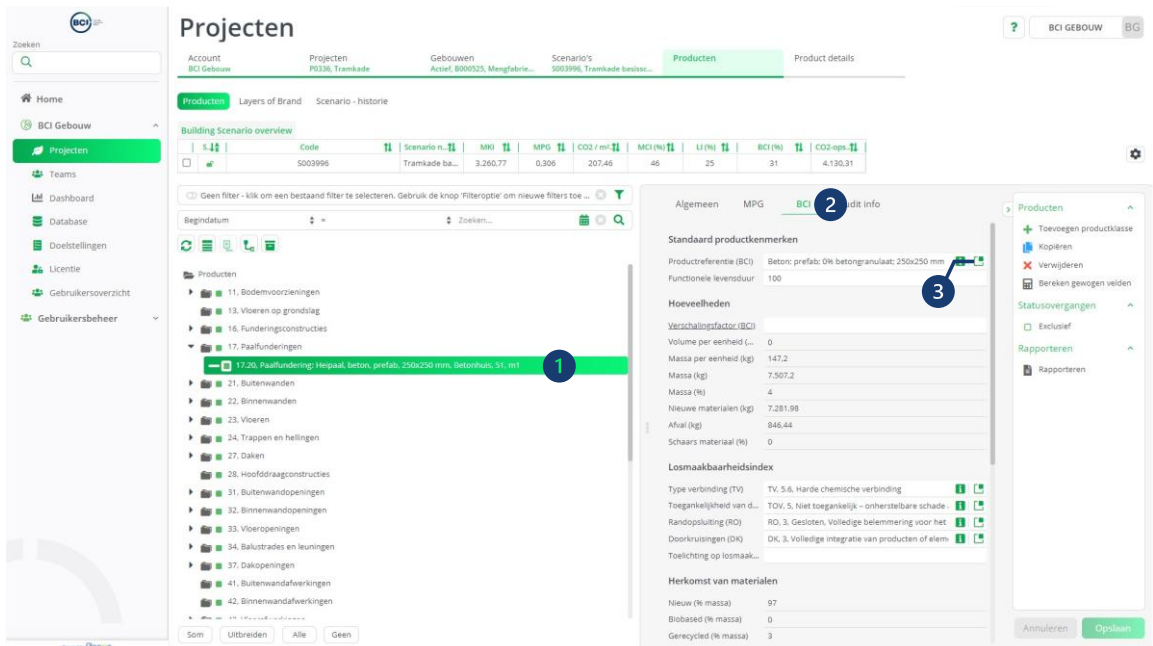 BCI
Projecten
? BCI GEBOUW BG
Zoeken
Account Projecten Gebouwen Scenario's Producten Product details
BCI Gebouw P0336, Tramkade Actief, B000525, Mengfabrie... S003996, Tramkade basissc...
Home
BCI Gebouw
Projecten
Teams
Dashboard
Database
Doelstellingen
Licentie
Gebruikersoverzicht
Gebruikersbeheer
Producten Layers of Brand Scenario - historie
Building Scenario overview
S.. Code Scenario n... MKI MPG CO2 / m².. MCI (%) LI (%) BCI (%) CO2-ops..
S003996 Tramkade ba... 3.260,77 0,306 207,46 46 25 31 4.130,31
Geen filter - klik om een bestaand filter te selecteren. Gebruik de knop 'Filteroptie' om nieuwe filters toe ...
Begindatum = Zoeken...
Producten
11, Bodemvoorzieningen
13, Vloeren op grondslag
16, Funderingsconstructies
17, Paalfunderingen
17.20, Paalfundering; Heipaal, beton, prefab, 250x250 mm, Betonhuis, S1, m1 1
21, Buitenwanden
22, Binnenwanden
23, Vloeren
24, Trappen en hellingen
27, Daken
28, Hoofddraagconstructies
31, Buitenwandopeningen
32, Binnenwandopeningen
33, Vloeropeningen
34, Balustrades en leuningen
37, Dakopeningen
41, Buitenwandafwerkingen
42, Binnenwandafwerkingen
Som Uitbreiden Alle Geen
Algemeen MPG BCI 2 dit info
Standaard productkenmerken
Productreferentie (BCI) Beton; prefab; 0% betongranulaat; 250x250 mm
Functionele levensduur 100
3
Hoeveelheden
Verschalingsfactor (BCI)
Volume per eenheid (... 0
Massa per eenheid (kg) 147,2
Massa (kg) 7.507,2
Massa (%) 4
Nieuwe materialen (kg) 7.281,98
Afval (kg) 846,44
Schaars materiaal (%) 0
Losmaakbaarheidsindex
Type verbinding (TV) TV, 5.6, Harde chemische verbinding
Toegankelijkheid van d... TOV, 5, Niet toegankelijk – onherstelbare schade
Randopsluiting (RO) RO, 3, Gesloten, Volledige belemmering voor het
Doorkruisingen (DK) DK, 3, Volledige integratie van producten of elem
Toelichting op losmaak...
Herkomst van materialen
Nieuw (% massa) 97
Biobased (% massa) 0
Gerecycled (% massa) 3
Producten
Toevoegen productklasse
Kopiëren
Verwijderen
Bereken gewogen velden
Statusovergangen
Exclusief
Rapporteren
Rapporteren
Annuleren Opslaan